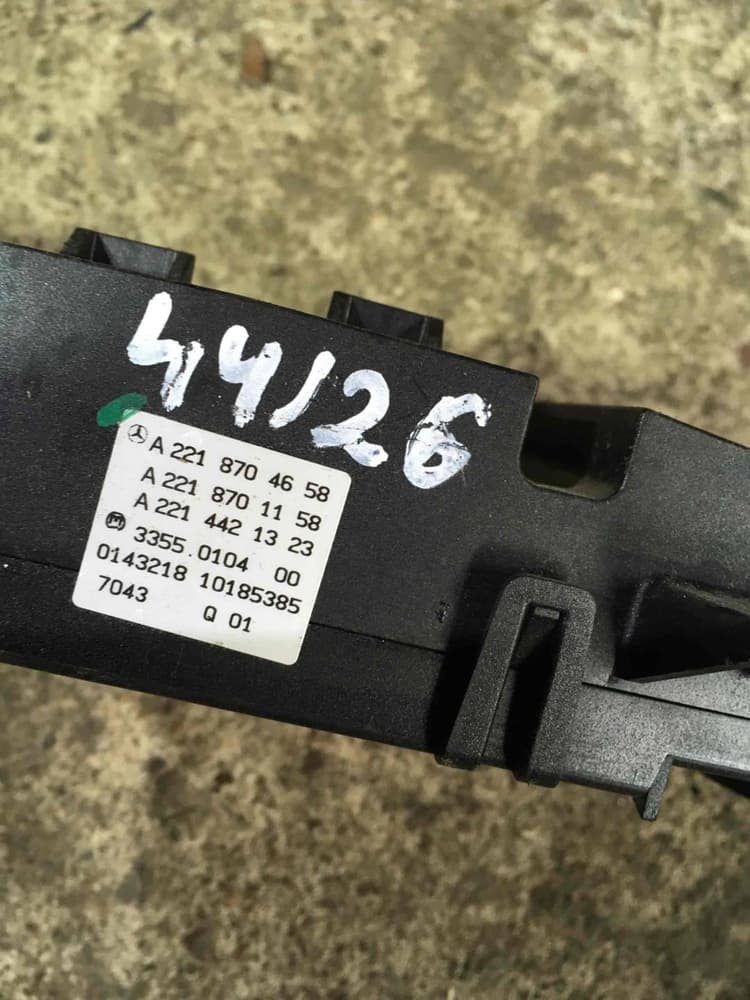 44126
A 221 870 46 58
A 221 870 11 58
A 221 442 13 23
M 3355.0104 00
0143218 10185385
7043 Q 01